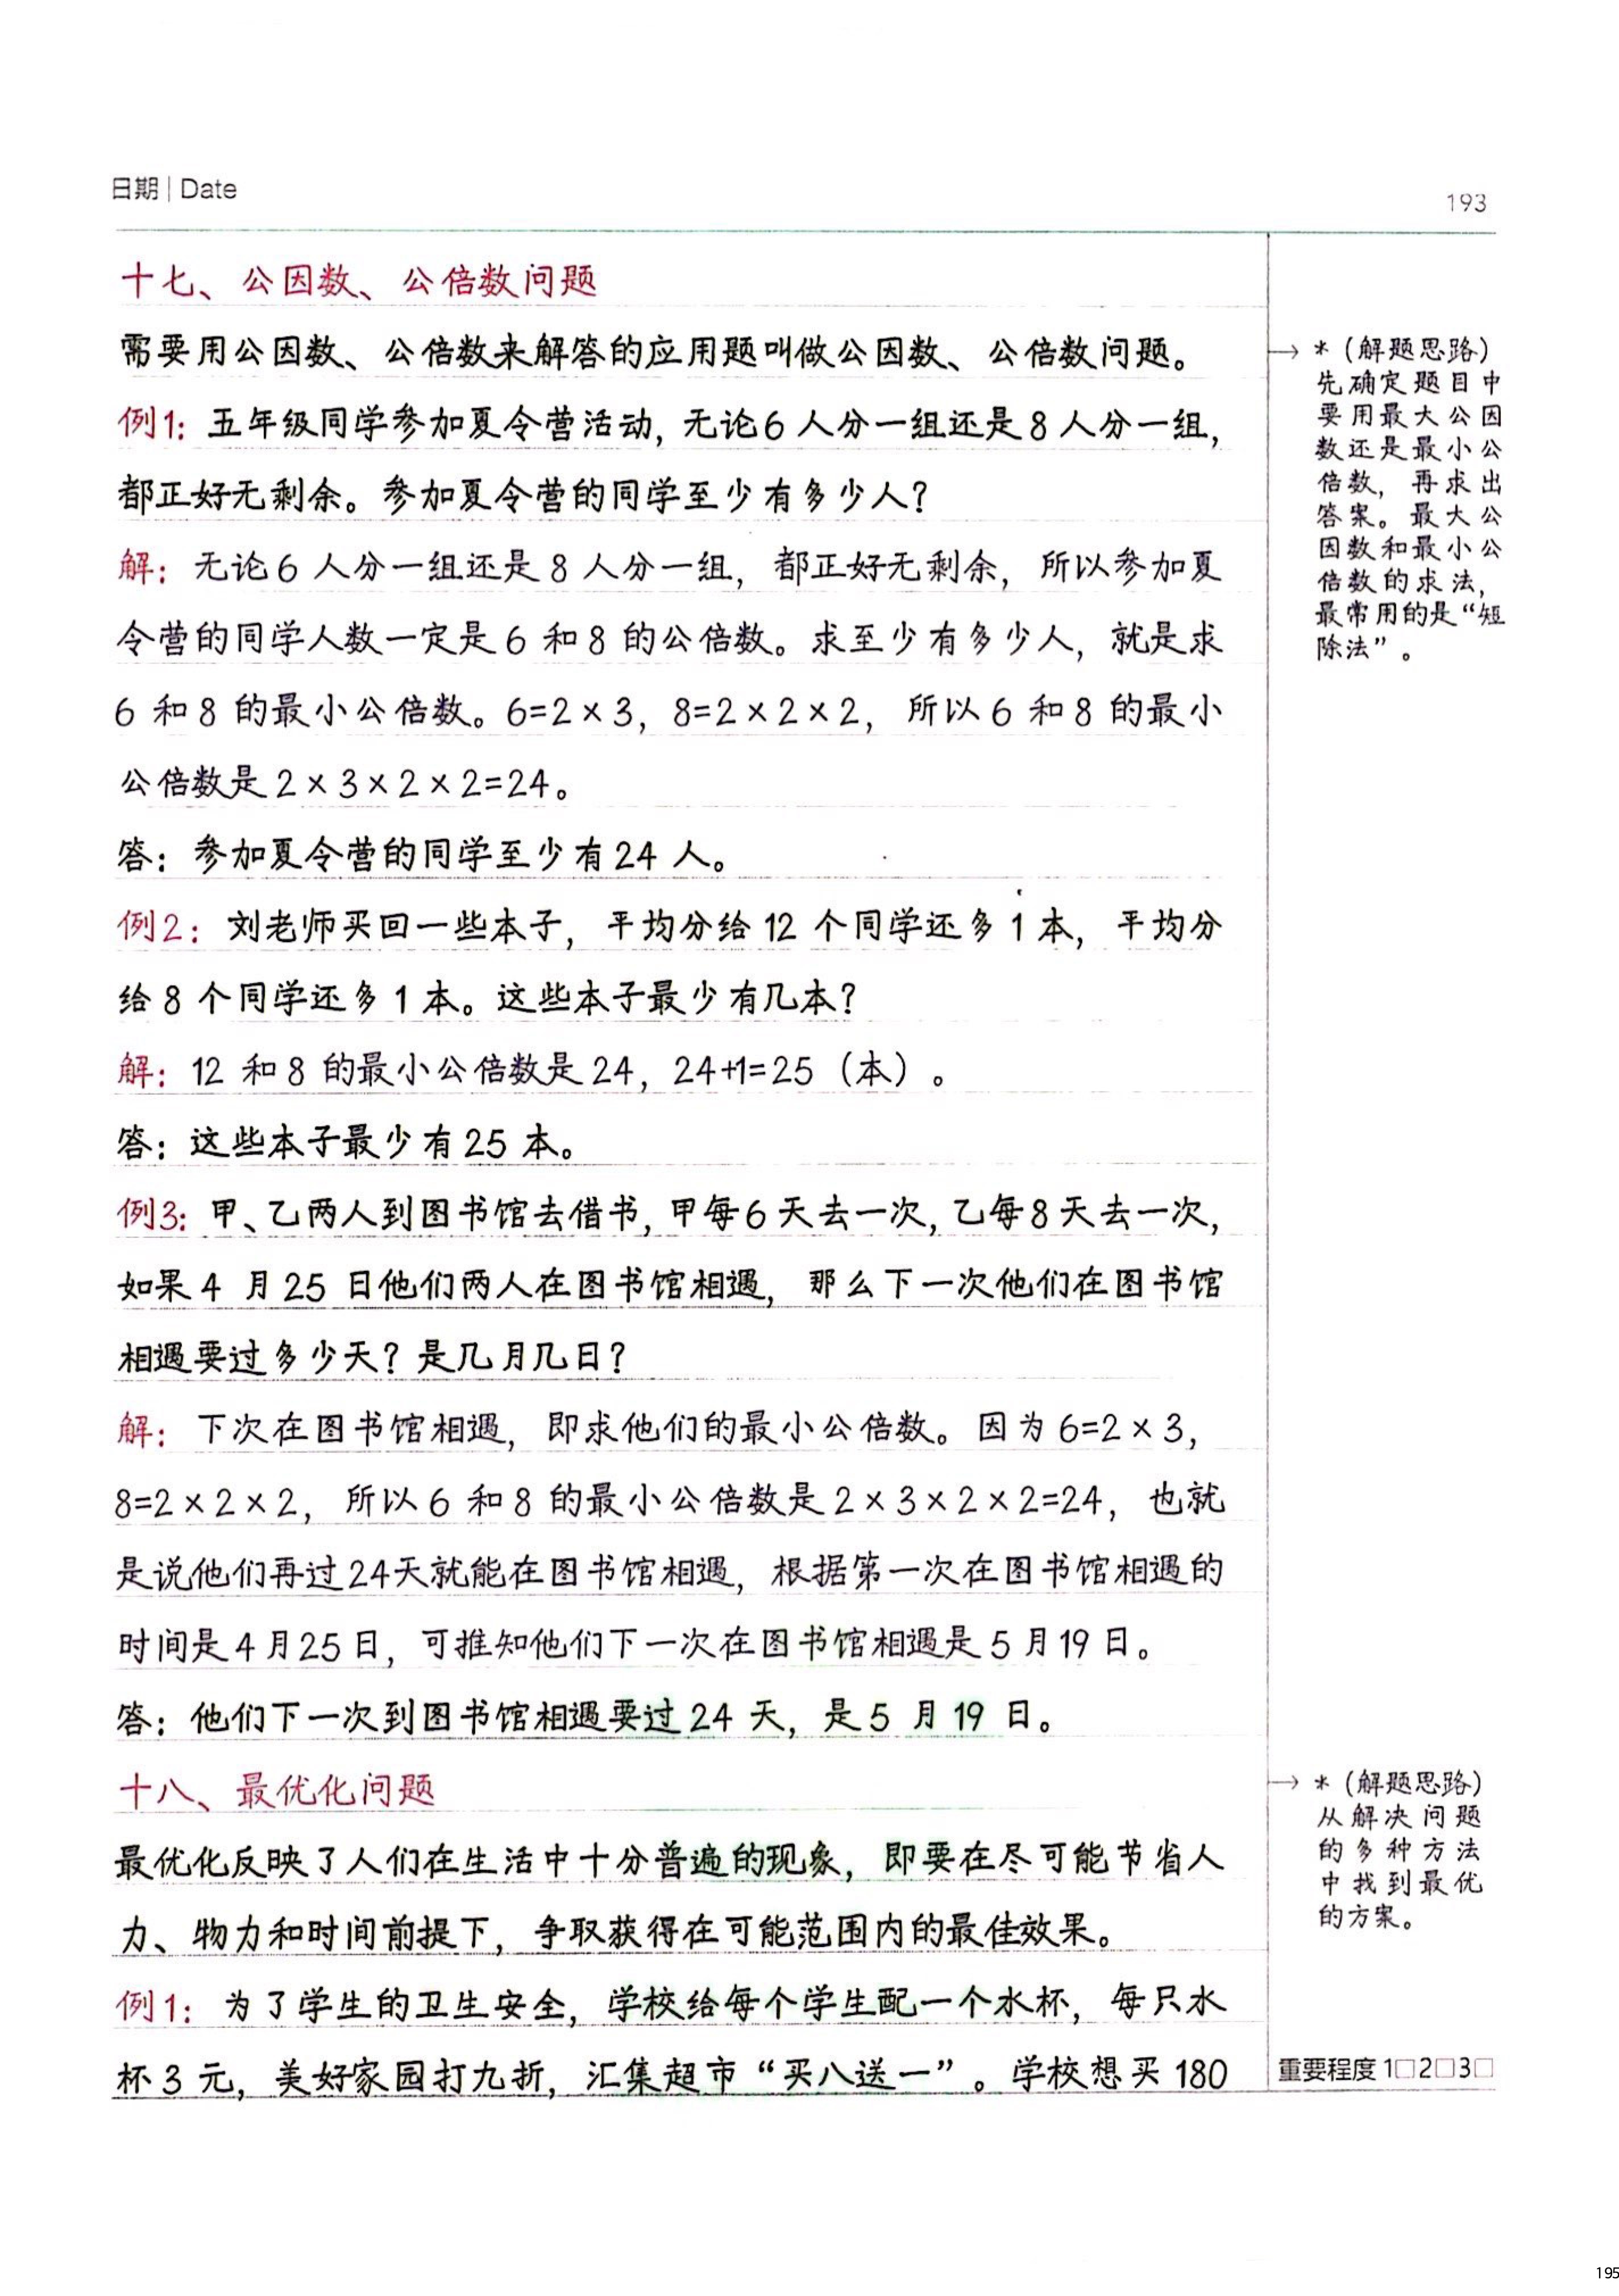 日期 | Date
193
十七、公因数、公倍数问题
需要用公因数、公倍数来解答的应用题叫做公因数、公倍数问题。
例1：五年级同学参加夏令营活动，无论6人分一组还是8人分一组，
都正好无剩余。参加夏令营的同学至少有多少人？
解：无论6人分一组还是8人分一组，都正好无剩余，所以参加夏
令营的同学人数一定是6和8的公倍数。求至少有多少人，就是求
6和8的最小公倍数。6=2×3，8=2×2×2，所以6和8的最小
公倍数是2×3×2×2=24。
答：参加夏令营的同学至少有24人。
例2：刘老师买回一些本子，平均分给12个同学还多1本，平均分
给8个同学还多1本。这些本子最少有几本？
解：12和8的最小公倍数是24，24+1=25（本）。
答：这些本子最少有25本。
例3：甲、乙两人到图书馆去借书，甲每6天去一次，乙每8天去一次，
如果4月25日他们两人在图书馆相遇，那么下一次他们在图书馆
相遇要过多少天？是几月几日？
解：下次在图书馆相遇，即求他们的最小公倍数。因为6=2×3，
8=2×2×2，所以6和8的最小公倍数是2×3×2×2=24，也就
是说他们再过24天就能在图书馆相遇，根据第一次在图书馆相遇的
时间是4月25日，可推知他们下一次在图书馆相遇是5月19日。
答：他们下一次到图书馆相遇要过24天，是5月19日。
十八、最优化问题
最优化反映了人们在生活中十分普遍的现象，即要在尽可能节省人
力、物力和时间前提下，争取获得在可能范围内的最佳效果。
例1：为了学生的卫生安全，学校给每个学生配一个水杯，每只水
杯3元，美好家园打九折，汇集超市“买八送一”。学校想买180
→ *（解题思路）
先确定题目中
要用最大公因
数还是最小公
倍数，再求出
答案。最大公
因数和最小公
倍数的求法，
最常用的是“短
除法”。
→ *（解题思路）
从解决问题
的多种方法
中找到最优
的方案。
重要程度 1□2□3□
195